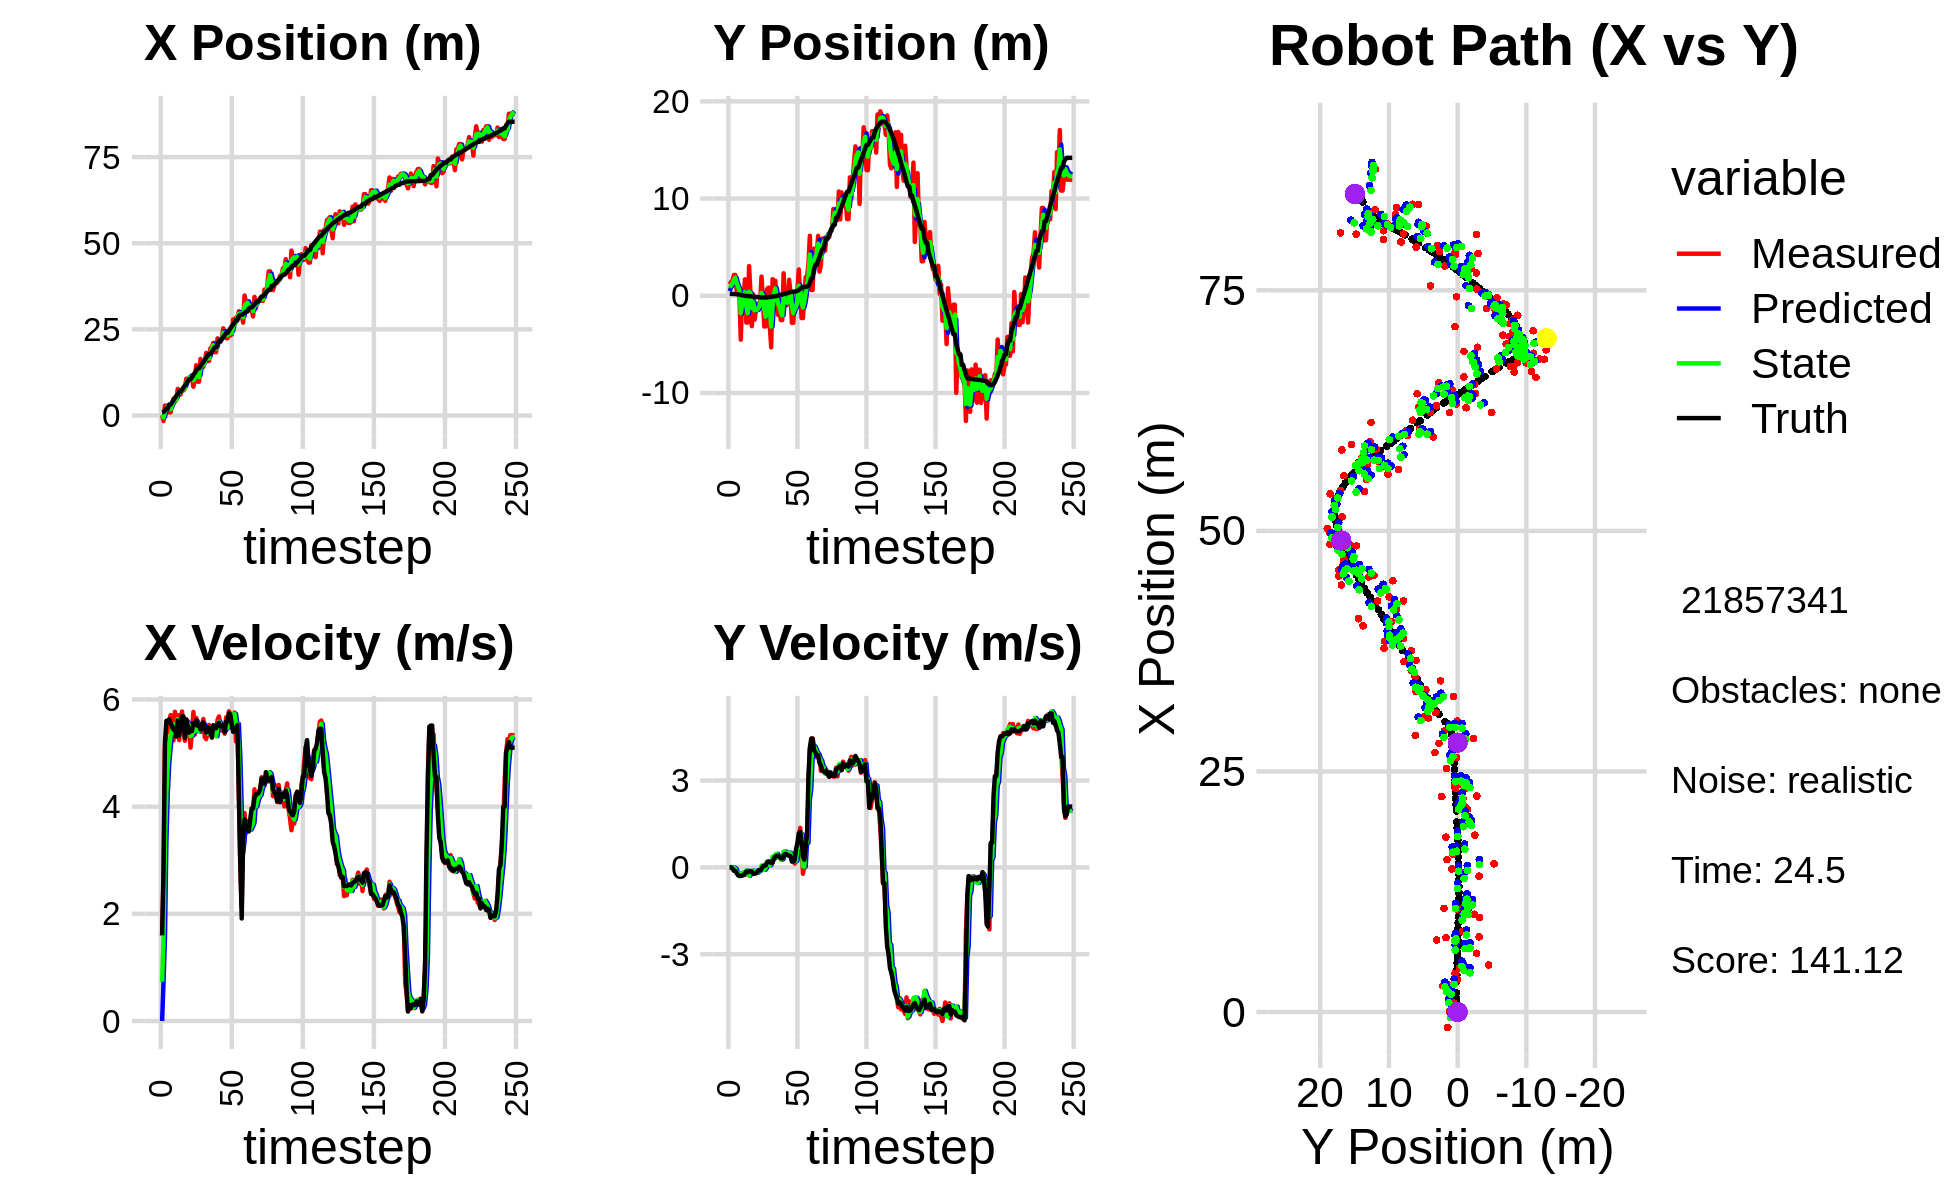 X Position (m)
75
50
25
0
0 50 100 150 200 250
timestep
Y Position (m)
20
10
0
-10
0 50 100 150 200 250
timestep
X Velocity (m/s)
6
4
2
0
0 50 100 150 200 250
timestep
Y Velocity (m/s)
3
0
-3
0 50 100 150 200 250
timestep
Robot Path (X vs Y)
X Position (m)
75
50
25
0
20 10 0 -10 -20
Y Position (m)
variable
Measured
Predicted
State
Truth
21857341
Obstacles: none
Noise: realistic
Time: 24.5
Score: 141.12